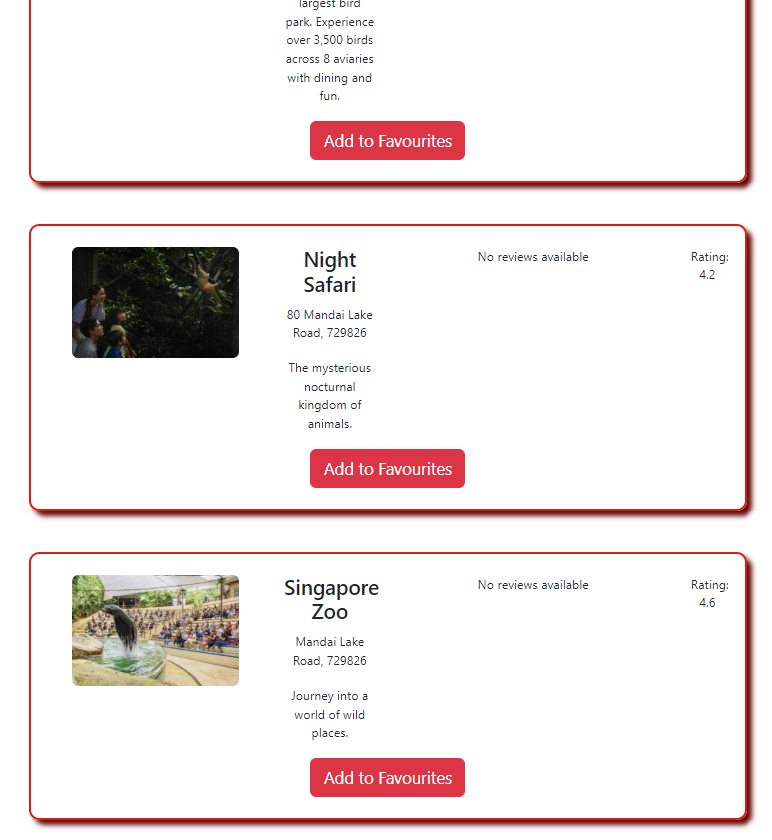 largest bird
park. Experience
over 3,500 birds
across 8 aviaries
with dining and
fun.
Add to Favourites
Night
Safari
80 Mandai Lake
Road, 729826
The mysterious
nocturnal
kingdom of
animals.
No reviews available
Rating:
4.2
Add to Favourites
Singapore
Zoo
Mandai Lake
Road, 729826
Journey into a
world of wild
places.
No reviews available
Rating:
4.6
Add to Favourites